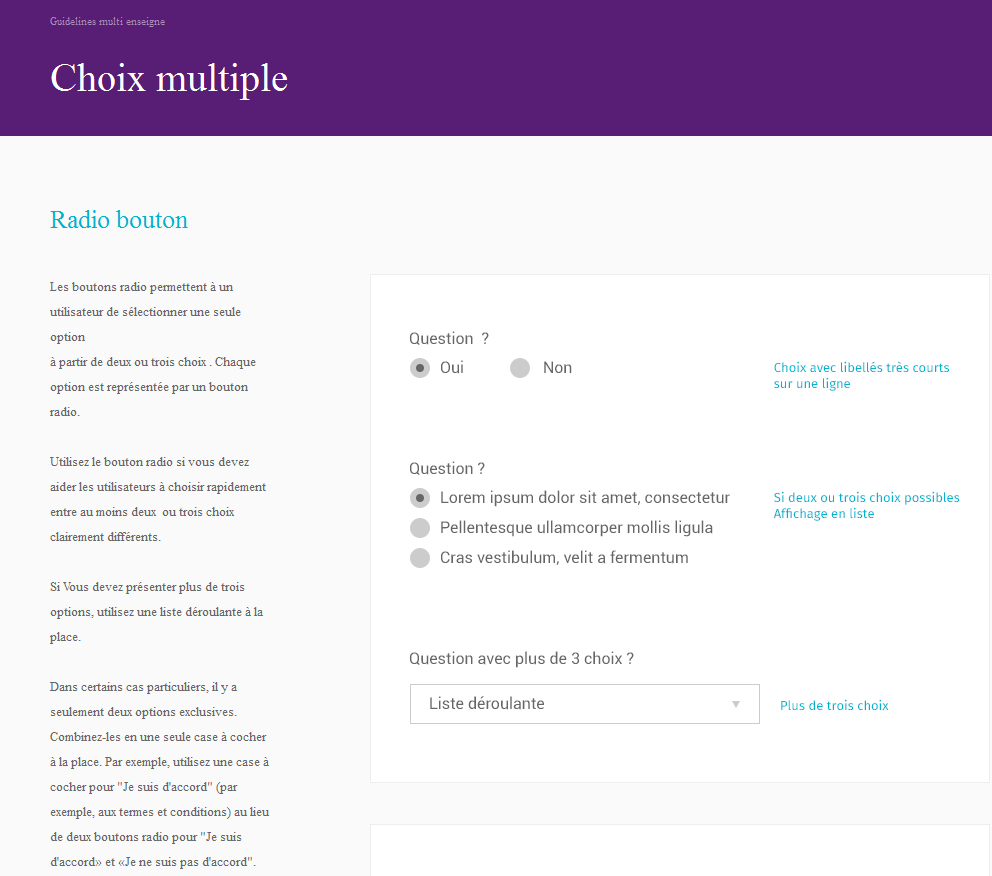 Guidelines multi enseigne
Choix multiple
Radio bouton
Les boutons radio permettent à un
utilisateur de sélectionner une seule
option
à partir de deux ou trois choix . Chaque
option est représentée par un bouton
radio.
Utilisez le bouton radio si vous devez
aider les utilisateurs à choisir rapidement
entre au moins deux  ou trois choix
clairement différents.
Si Vous devez présenter plus de trois
options, utilisez une liste déroulante à la
place.
Dans certains cas particuliers, il y a
seulement deux options exclusives.
Combinez-les en une seule case à cocher
à la place. Par exemple, utilisez une case à
cocher pour "Je suis d'accord" (par
exemple, aux termes et conditions) au lieu
de deux boutons radio pour "Je suis
d'accord» et «Je ne suis pas d'accord".
Question  ?
Oui
Non
Choix avec libellés très courts
sur une ligne
Question ?
Lorem ipsum dolor sit amet, consectetur
Pellentesque ullamcorper mollis ligula
Cras vestibulum, velit a fermentum
Si deux ou trois choix possibles
Affichage en liste
Question avec plus de 3 choix ?
Liste déroulante
Plus de trois choix